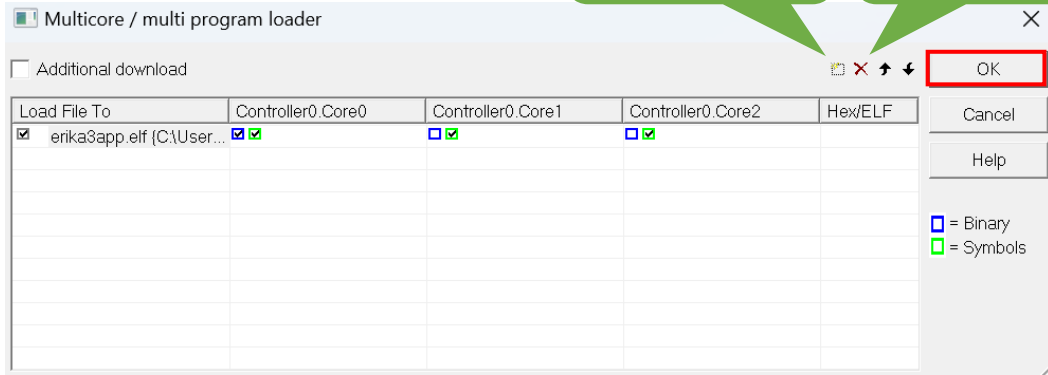 Multicore / multi program loader
Additional download
OK
Load File To Controller0.Core0 Controller0.Core1 Controller0.Core2 Hex/ELF
Cancel
erika3app.elf {C:\User...
Help
= Binary
= Symbols